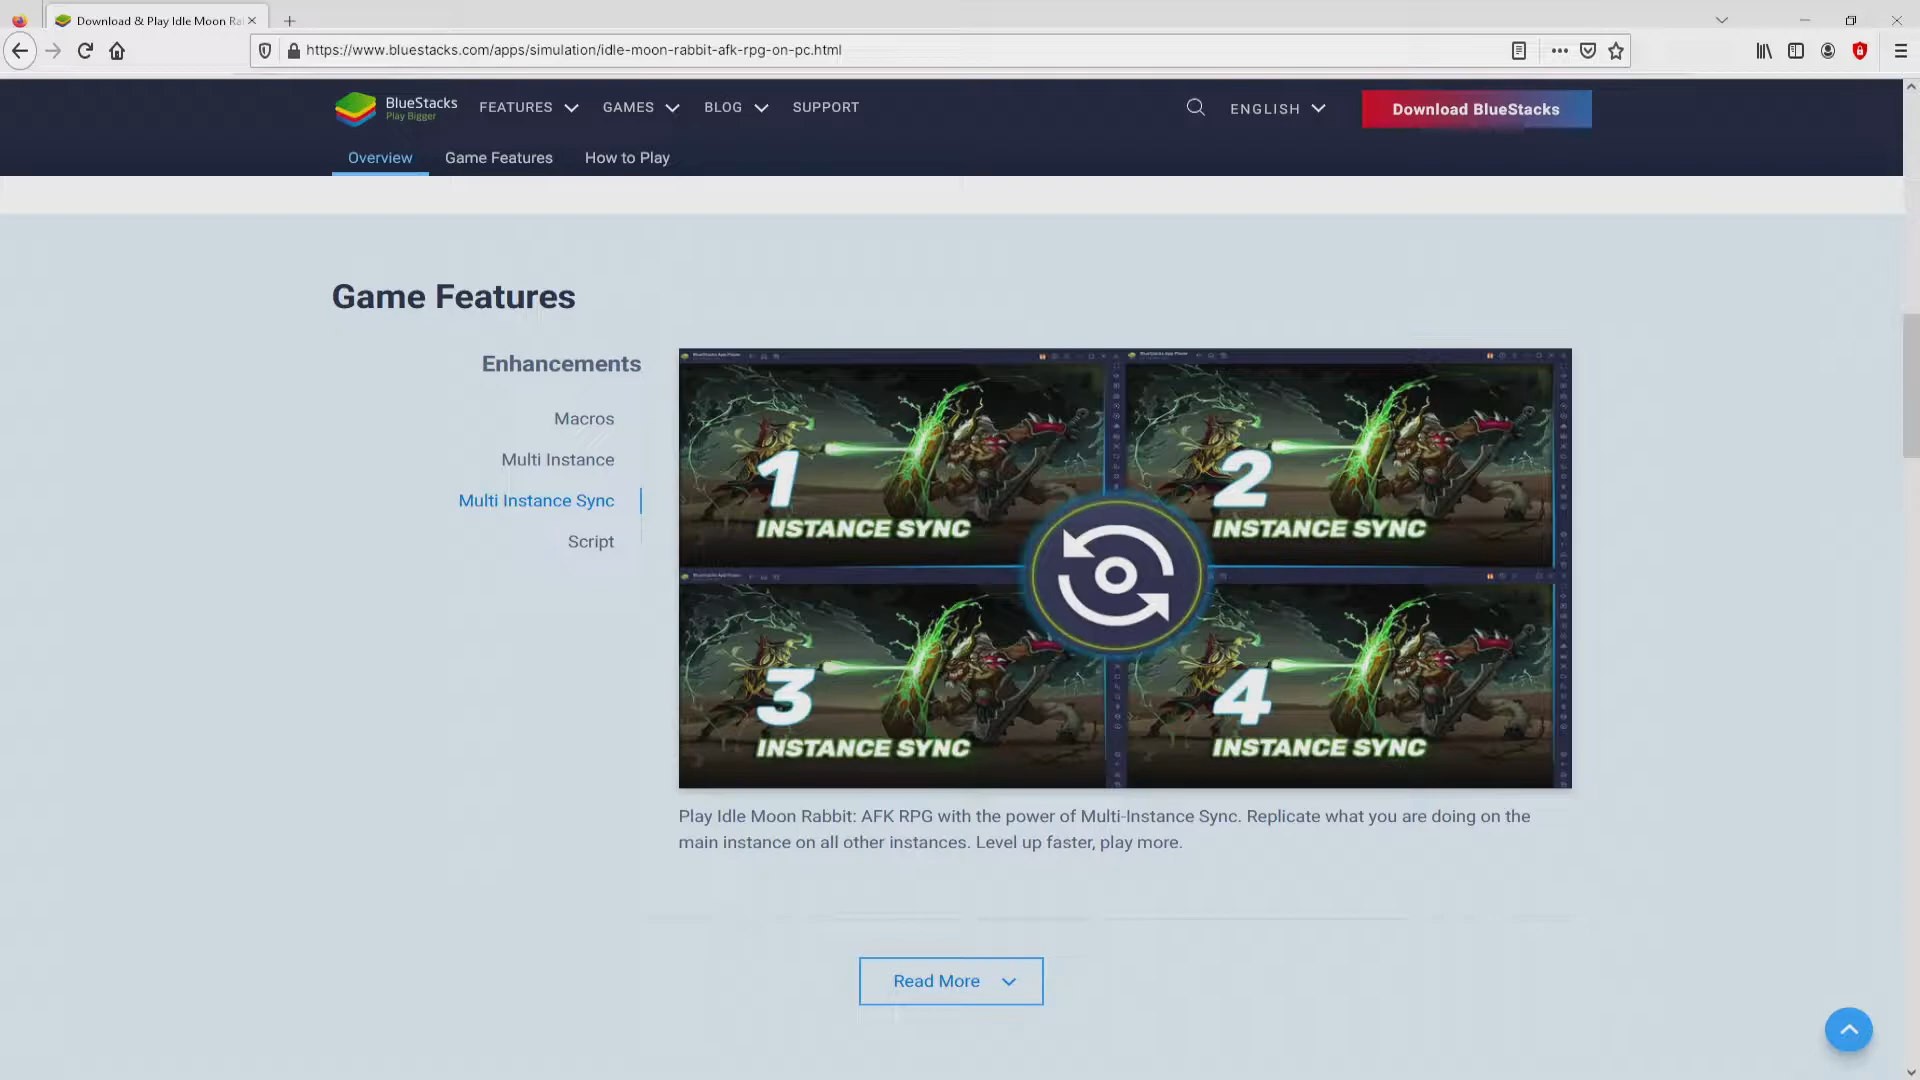 Download & Play Idle Moon Ra
https://www.bluestacks.com/apps/simulation/idle-moon-rabbit-afk-rpg-on-pc.html
BlueStacks
Play Bigger
FEATURES
GAMES
BLOG
SUPPORT
ENGLISH
Download BlueStacks
Overview
Game Features
How to Play
Game Features
Enhancements
Macros
Multi Instance
Multi Instance Sync
Script
1
INSTANCE SYNC
2
INSTANCE SYNC
3
INSTANCE SYNC
4
INSTANCE SYNC
Play Idle Moon Rabbit: AFK RPG with the power of Multi-Instance Sync. Replicate what you are doing on the
main instance on all other instances. Level up faster, play more.
Read More